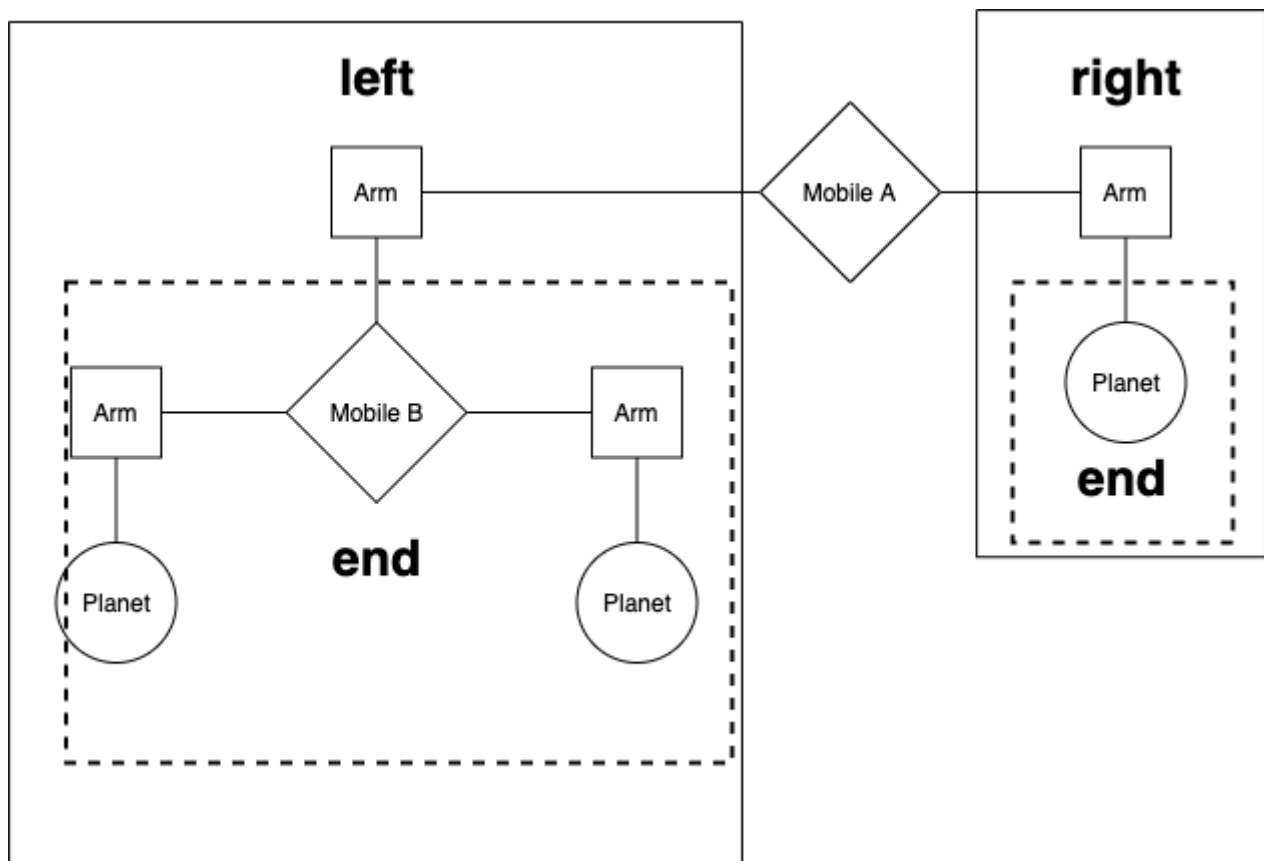 left
right
Arm
Mobile A
Arm
Arm
Mobile B
Arm
Planet
end
end
Planet
Planet